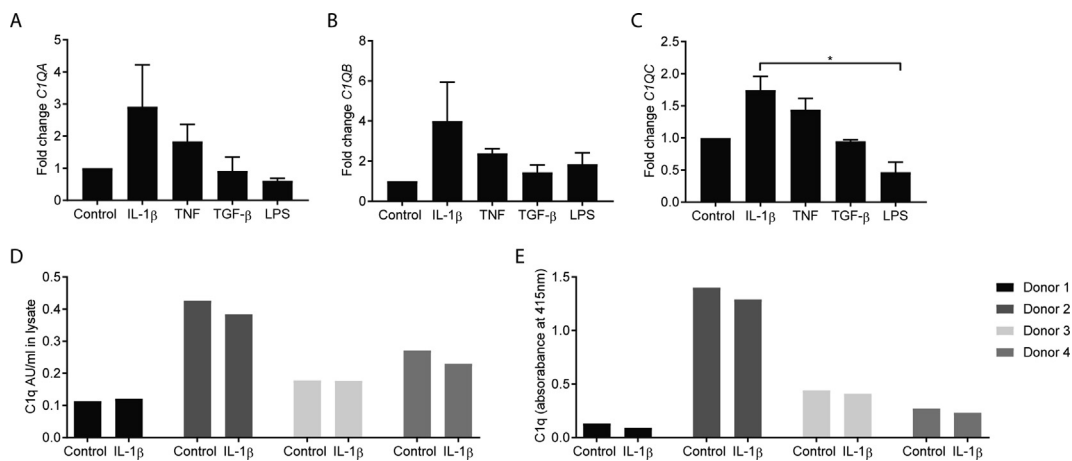 A
Fold change C1QA
5
4
3
2
1
0
Control IL-1β TNF TGF-β LPS
B
Fold change C1QB
8
6
4
2
0
Control IL-1β TNF TGF-β LPS
C
Fold change C1QC
2.5
2.0
1.5
1.0
0.5
0.0
*
Control IL-1β TNF TGF-β LPS
D
C1q AU/ml in lysate
0.5
0.4
0.3
0.2
0.1
0.0
Control IL-1β Control IL-1β Control IL-1β Control IL-1β
E
C1q (absorabance at 415nm)
1.5
1.0
0.5
0.0
Control IL-1β Control IL-1β Control IL-1β Control IL-1β
Donor 1
Donor 2
Donor 3
Donor 4